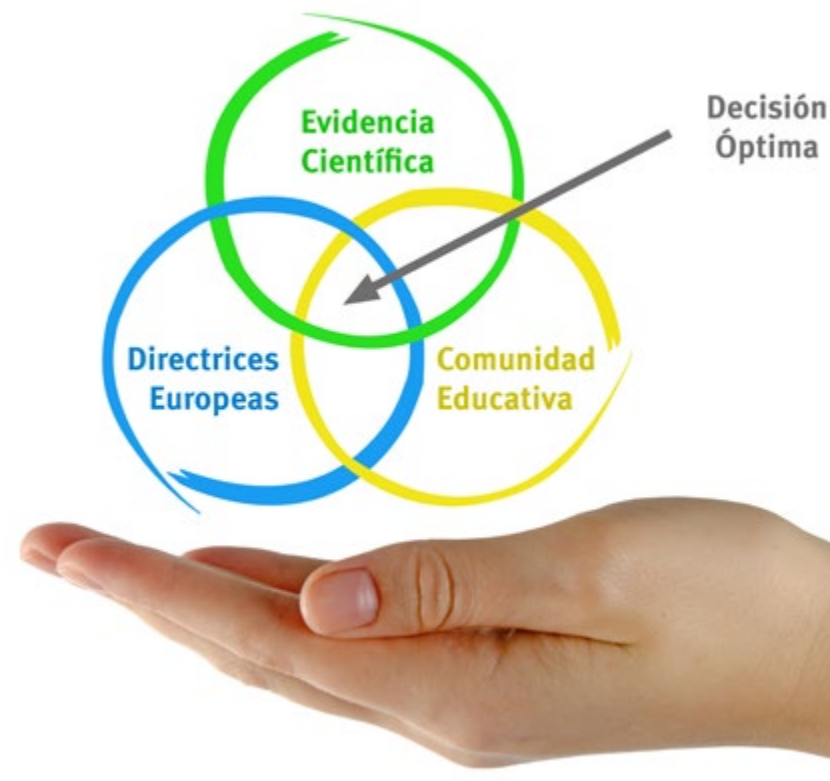 Evidencia
Científica
Decisión
Óptima
Directrices
Europeas
Comunidad
Educativa